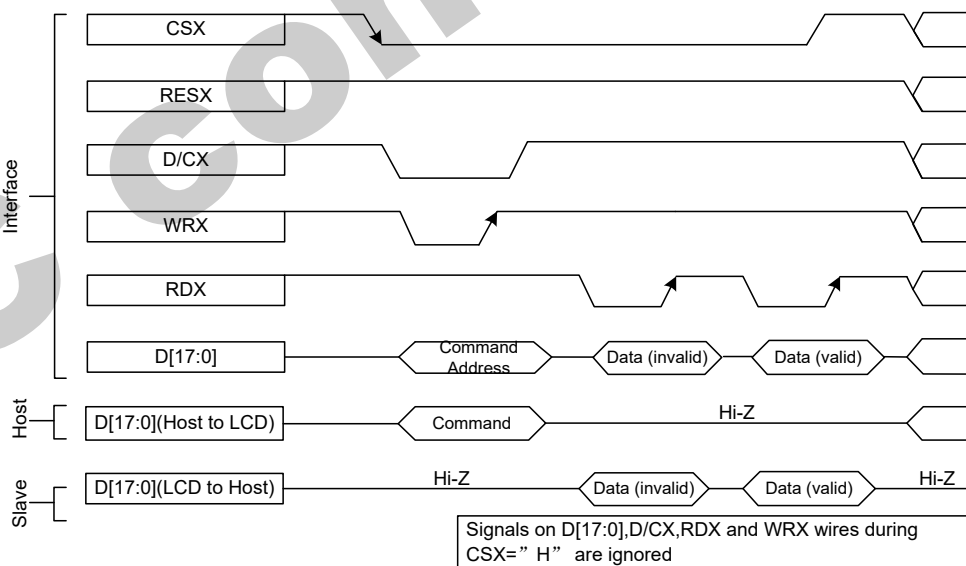 Interface
CSX
RESX
D/CX
WRX
RDX
D[17:0]
Command
Address
Data (invalid)
Data (valid)
Host
D[17:0](Host to LCD)
Command
Hi-Z
Slave
D[17:0](LCD to Host)
Hi-Z
Data (invalid)
Data (valid)
Hi-Z
Signals on D[17:0],D/CX,RDX and WRX wires during
CSX=”H” are ignored
C con